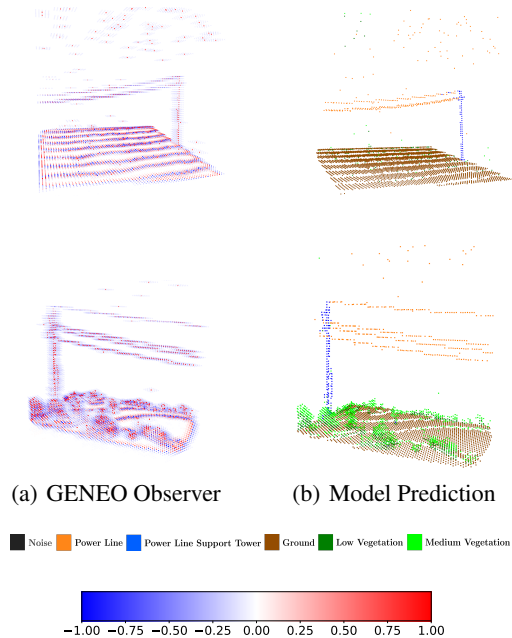 (a) GENEO Observer (b) Model Prediction
Noise Power Line Power Line Support Tower Ground Low Vegetation Medium Vegetation
−1.00 −0.75 −0.50 −0.25 0.00 0.25 0.50 0.75 1.00